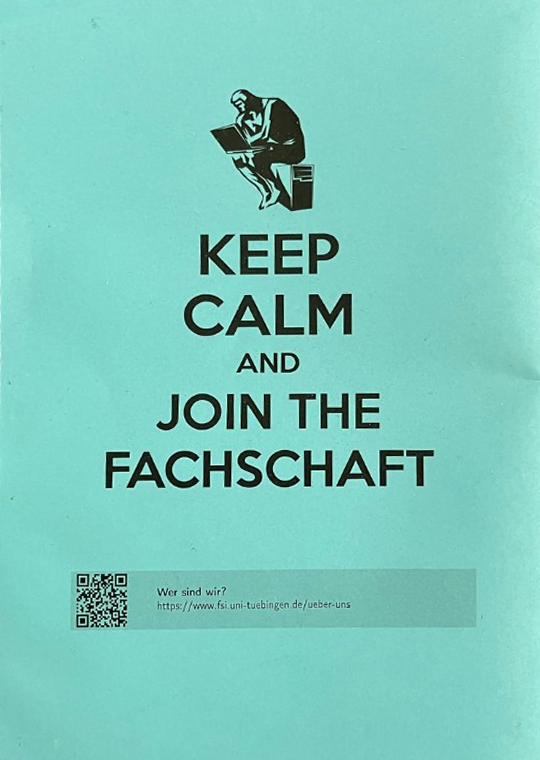 KEEP
CALM
AND
JOIN THE
FACHSCHAFT
Wer sind wir?
https://www.fsi.uni-tuebingen.de/ueber-uns